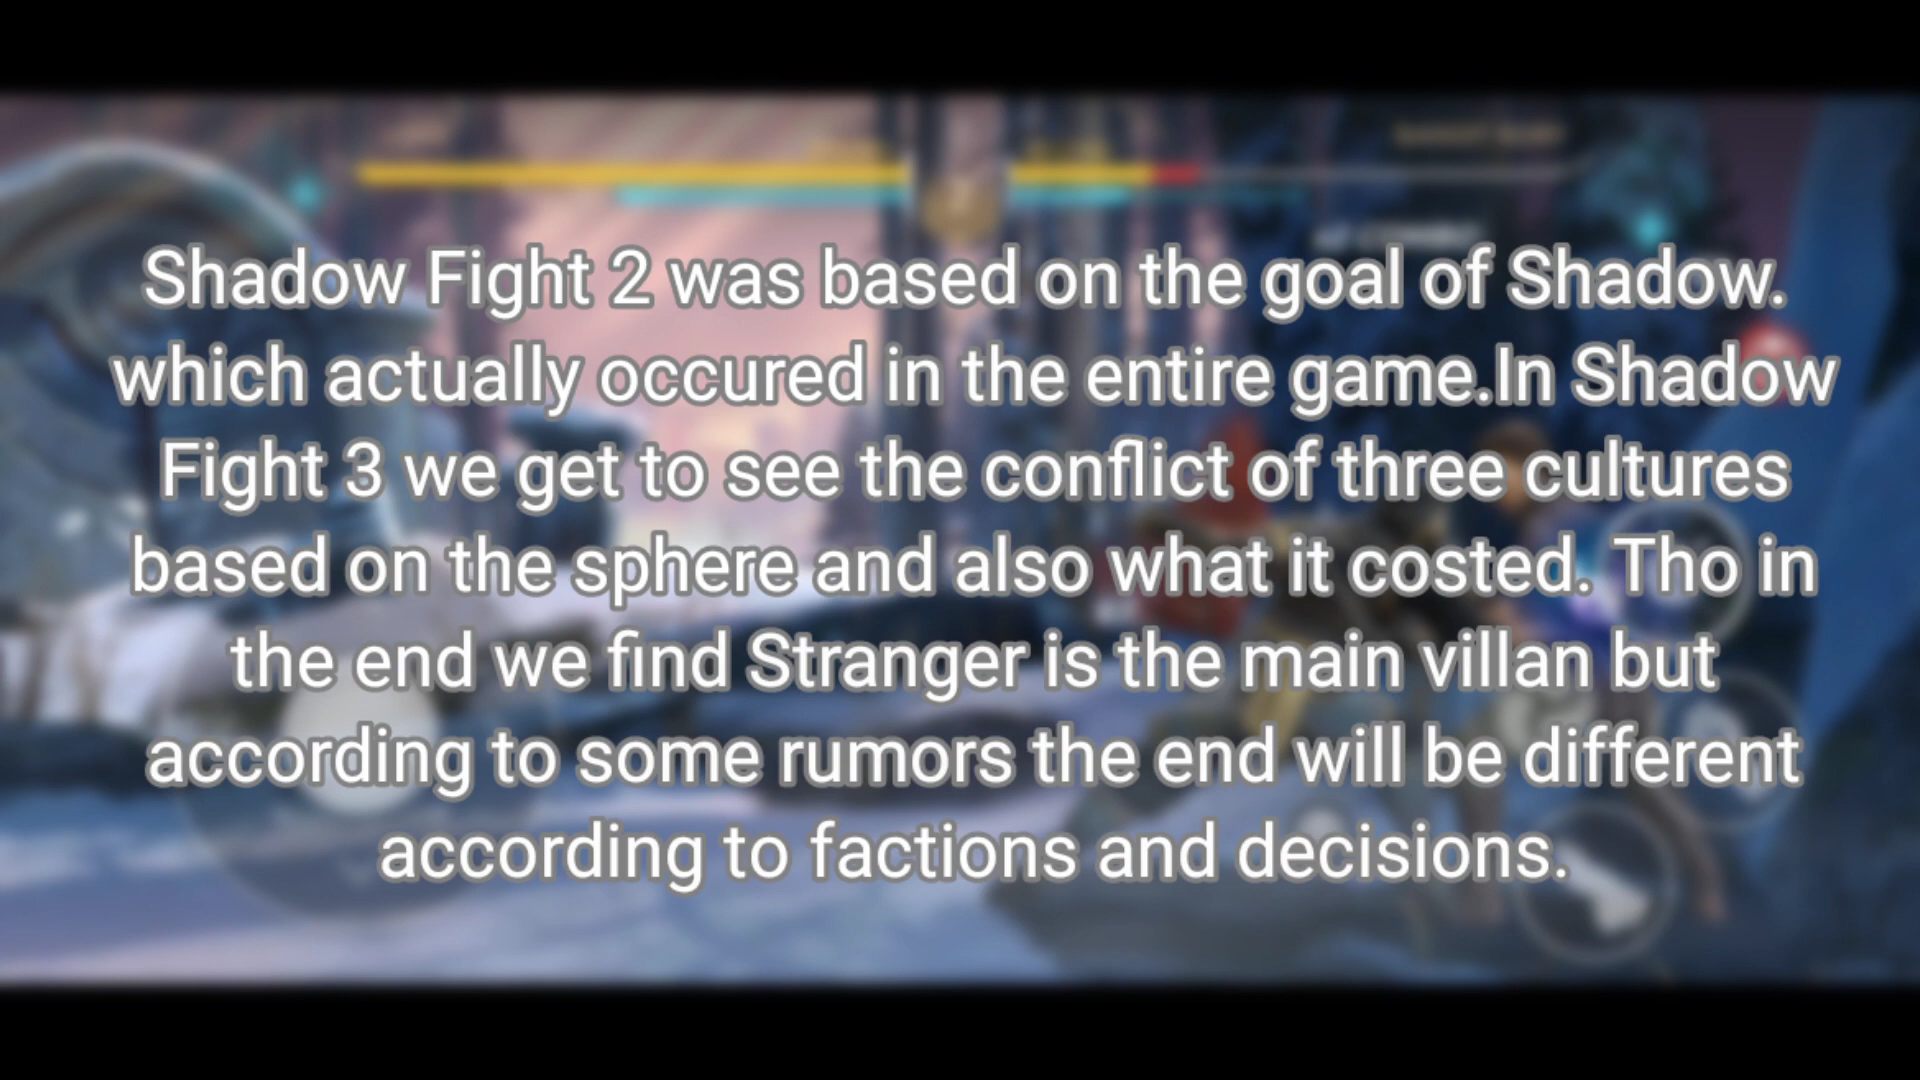 Shadow Fight 2 was based on the goal of Shadow.
which actually occured in the entire game.In Shadow
Fight 3 we get to see the conflict of three cultures
based on the sphere and also what it costed. Tho in
the end we find Stranger is the main villan but
according to some rumors the end will be different
according to factions and decisions.